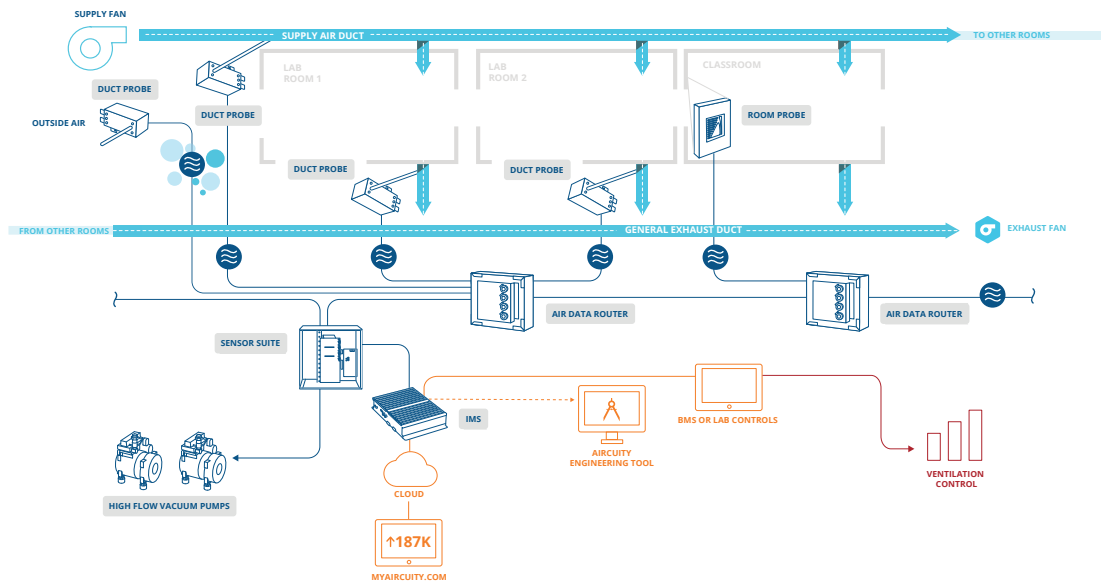 SUPPLY FAN
SUPPLY AIR DUCT
TO OTHER ROOMS
LAB
ROOM 1
LAB
ROOM 2
CLASSROOM
DUCT PROBE
DUCT PROBE
ROOM PROBE
OUTSIDE AIR
DUCT PROBE
DUCT PROBE
FROM OTHER ROOMS
GENERAL EXHAUST DUCT
EXHAUST FAN
AIR DATA ROUTER
AIR DATA ROUTER
SENSOR SUITE
IMS
BMS OR LAB CONTROLS
AIRCUITY
ENGINEERING TOOL
VENTILATION
CONTROL
CLOUD
HIGH FLOW VACUUM PUMPS
↑187K
MYAIRCUITY.COM